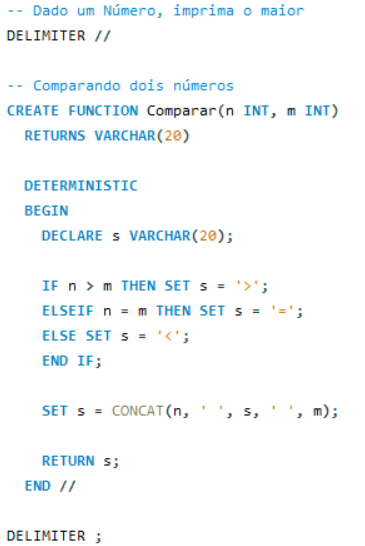 -- Dado um Número, imprima o maior
DELIMITER //
-- Comparando dois números
CREATE FUNCTION Comparar(n INT, m INT)
RETURNS VARCHAR(20)
DETERMINISTIC
BEGIN
DECLARE s VARCHAR(20);
IF n > m THEN SET s = '>';
ELSEIF n = m THEN SET s = '=';
ELSE SET s = '<';
END IF;
SET s = CONCAT(n, ' ', s, ' ', m);
RETURN s;
END //
DELIMITER ;